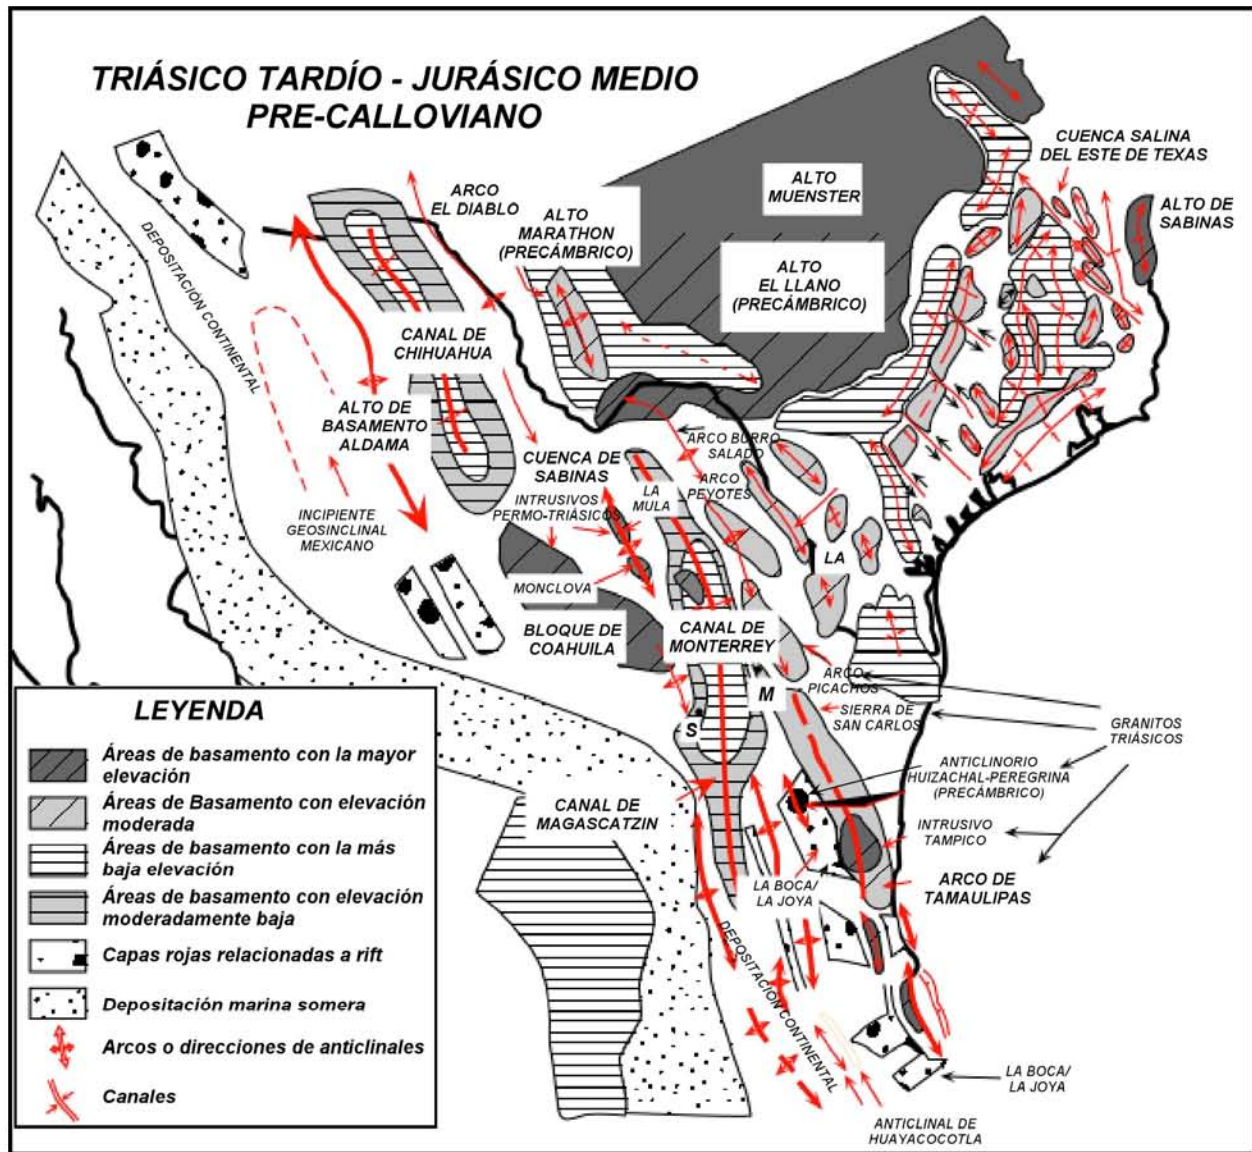 TRIÁSICO TARDÍO - JURÁSICO MEDIO
PRE-CALLOVIANO
CUENCA SALINA
DEL ESTE DE TEXAS
ALTO
MUENSTER
ARCO
EL DIABLO
ALTO
MARATHON
(PRECÁMBRICO)
ALTO DE
SABINAS
DEPOSITACIÓN CONTINENTAL
ALTO
EL LLANO
(PRECÁMBRICO)
CANAL DE
CHIHUAHUA
ALTO DE
BASAMENTO
ALDAMA
ARCO BURRO
SALADO
CUENCA DE
SABINAS
LA
MULA
ARCO
PEYOTES
INTRUSIVOS
PERMO-TRIÁSICOS
INCIPIENTE
GEOSINCLINAL
MEXICANO
LA
MONCLOVA
BLOQUE DE
COAHUILA
CANAL DE
MONTERREY
ARCO
PICACHOS
M
SIERRA DE
SAN CARLOS
S
GRANITOS
TRIÁSICOS
ANTICLINORIO
HUIZACHAL-PEREGRINA
(PRECÁMBRICO)
CANAL DE
MAGASCATZIN
INTRUSIVO
TAMPICO
LA BOCA/
LA JOYA
ARCO DE
TAMAULIPAS
DEPOSITACIÓN CONTINENTAL
LA BOCA/
LA JOYA
ANTICLINAL DE
HUAYACOCOTLA
LEYENDA
Áreas de basamento con la mayor
elevación
Áreas de Basamento con elevación
moderada
Áreas de basamento con la más
baja elevación
Áreas de basamento con elevación
moderadamente baja
Capas rojas relacionadas a rift
Depositación marina somera
Arcos o direcciones de anticlinales
Canales